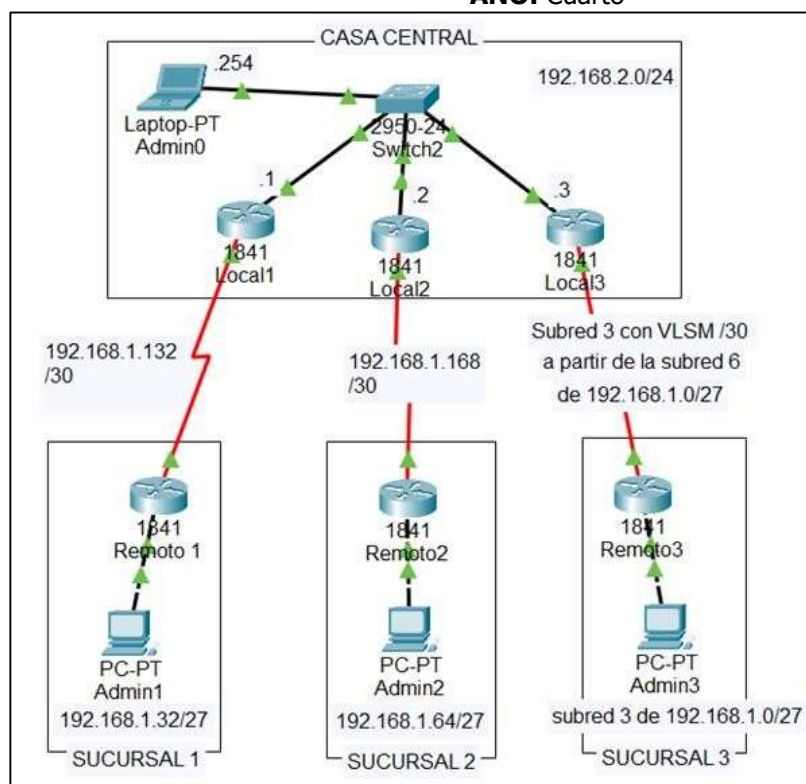 AÑO: Cuarto
CASA CENTRAL
.254
192.168.2.0/24
Laptop-PT
Admin0
2950-24
Switch2
.1
.2
.3
1841
Local1
1841
Local2
1841
Local3
192.168.1.132
/30
192.168.1.168
/30
Subred 3 con VLSM /30
a partir de la subred 6
de 192.168.1.0/27
1841
Remoto 1
1841
Remoto2
1841
Remoto3
PC-PT
Admin1
PC-PT
Admin2
PC-PT
Admin3
192.168.1.32/27
192.168.1.64/27
subred 3 de 192.168.1.0/27
SUCURSAL 1
SUCURSAL 2
SUCURSAL 3